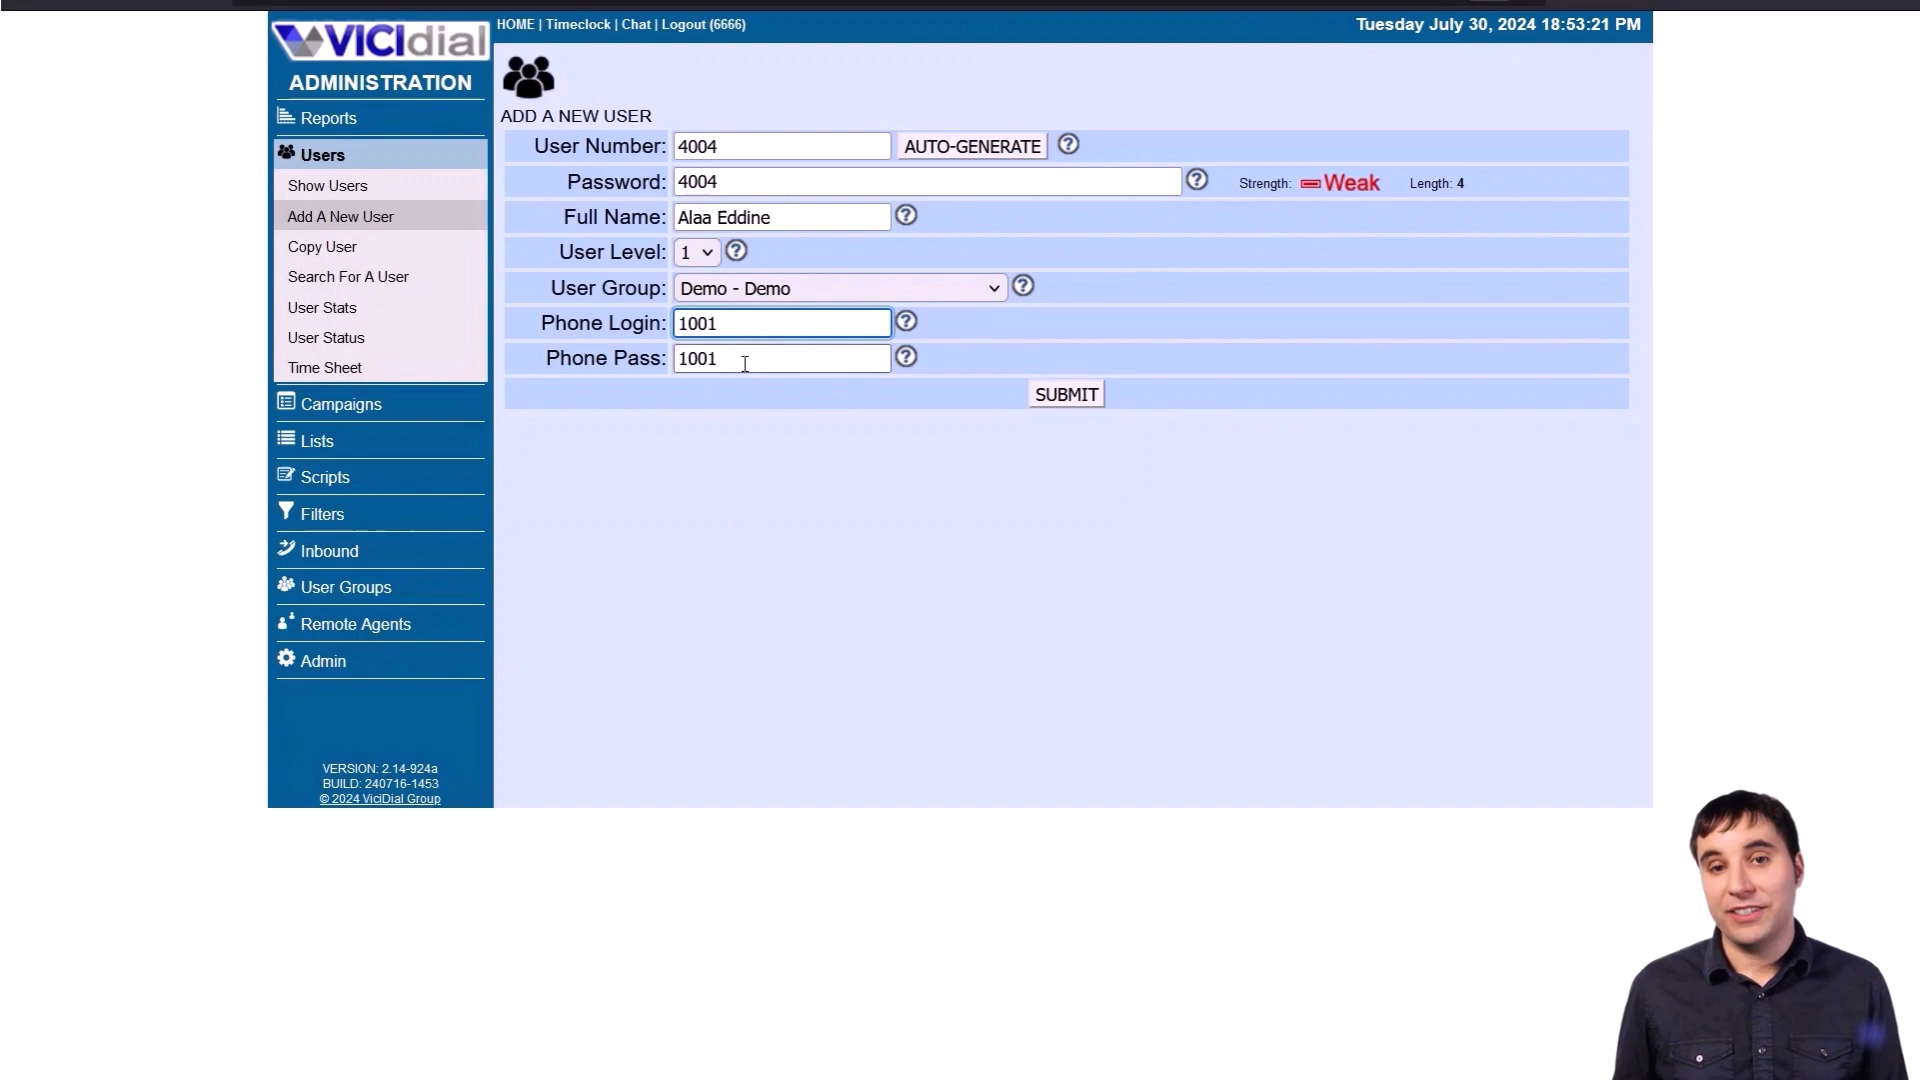 VICIdial
HOME | Timeclock | Chat | Logout (6666)
Tuesday July 30, 2024 18:53:21 PM
ADMINISTRATION
Reports
Users
Show Users
Add A New User
Copy User
Search For A User
User Stats
User Status
Time Sheet
Campaigns
Lists
Scripts
Filters
Inbound
User Groups
Remote Agents
Admin
VERSION: 2.14-924a
BUILD: 240716-1453
© 2024 ViciDial Group
ADD A NEW USER
User Number: 4004 AUTO-GENERATE ?
Password: 4004 ? Strength: Weak Length: 4
Full Name: Alaa Eddine ?
User Level: 1 ?
User Group: Demo - Demo ?
Phone Login: 1001 ?
Phone Pass: 1001 ?
SUBMIT